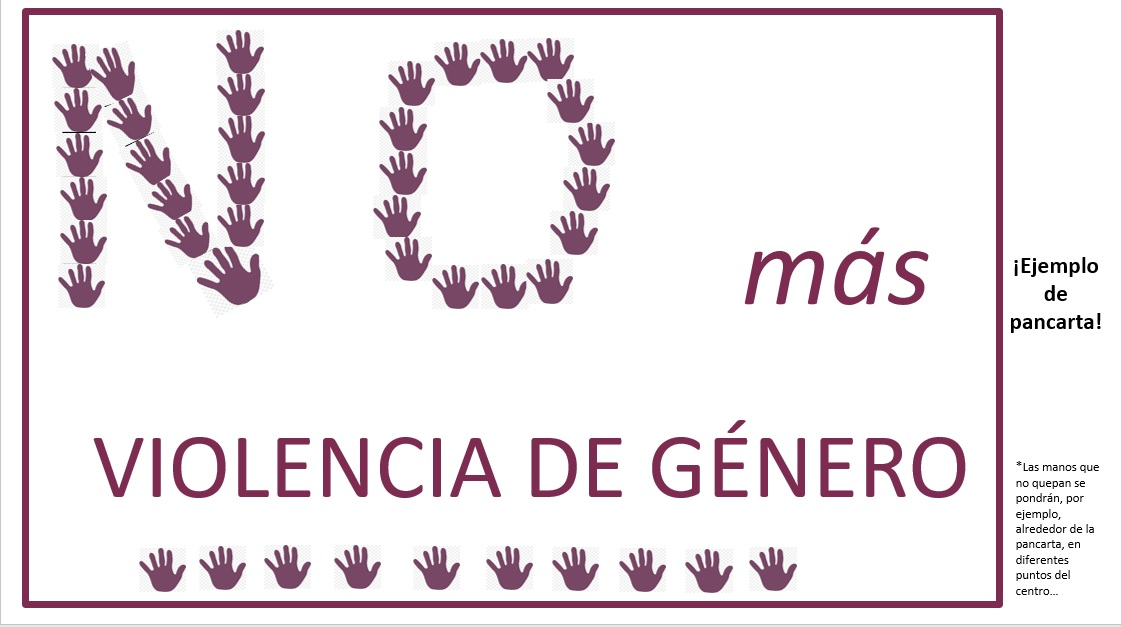 NO
más
VIOLENCIA DE GÉNERO
¡Ejemplo
de
pancarta!
*Las manos que
no quepan se
pondrán, por
ejemplo,
alrededor de la
pancarta, en
diferentes
puntos del
centro...